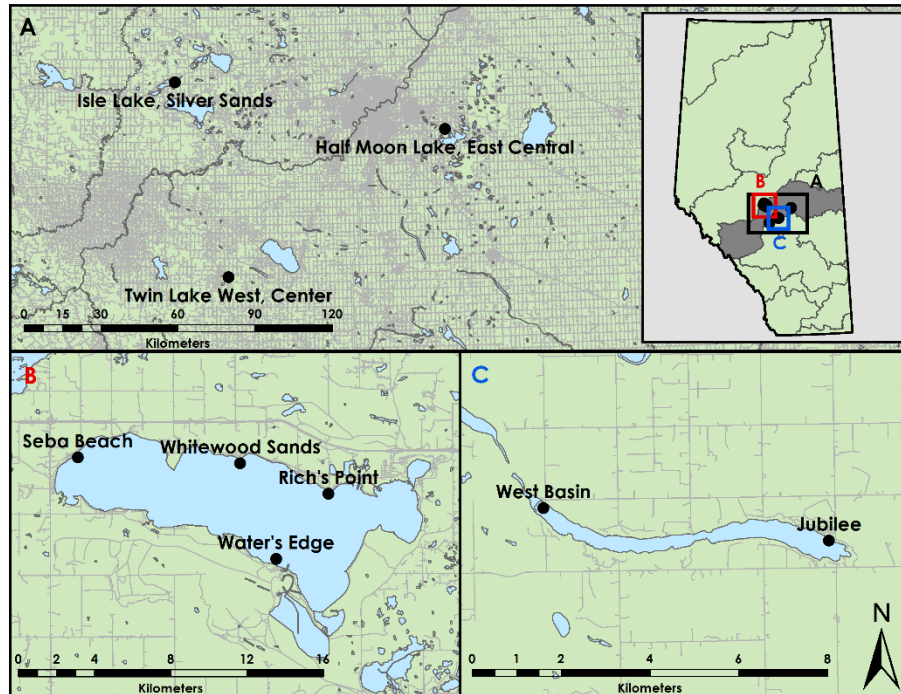 A
Isle Lake, Silver Sands
Half Moon Lake, East Central
Twin Lake West, Center
0 15 30 60 90 120
Kilometers
B
A
C
B
Seba Beach
Whitewood Sands
Rich's Point
Water's Edge
0 2 4 8 12 16
Kilometers
C
West Basin
Jubilee
0 1 2 4 6 8
Kilometers
N